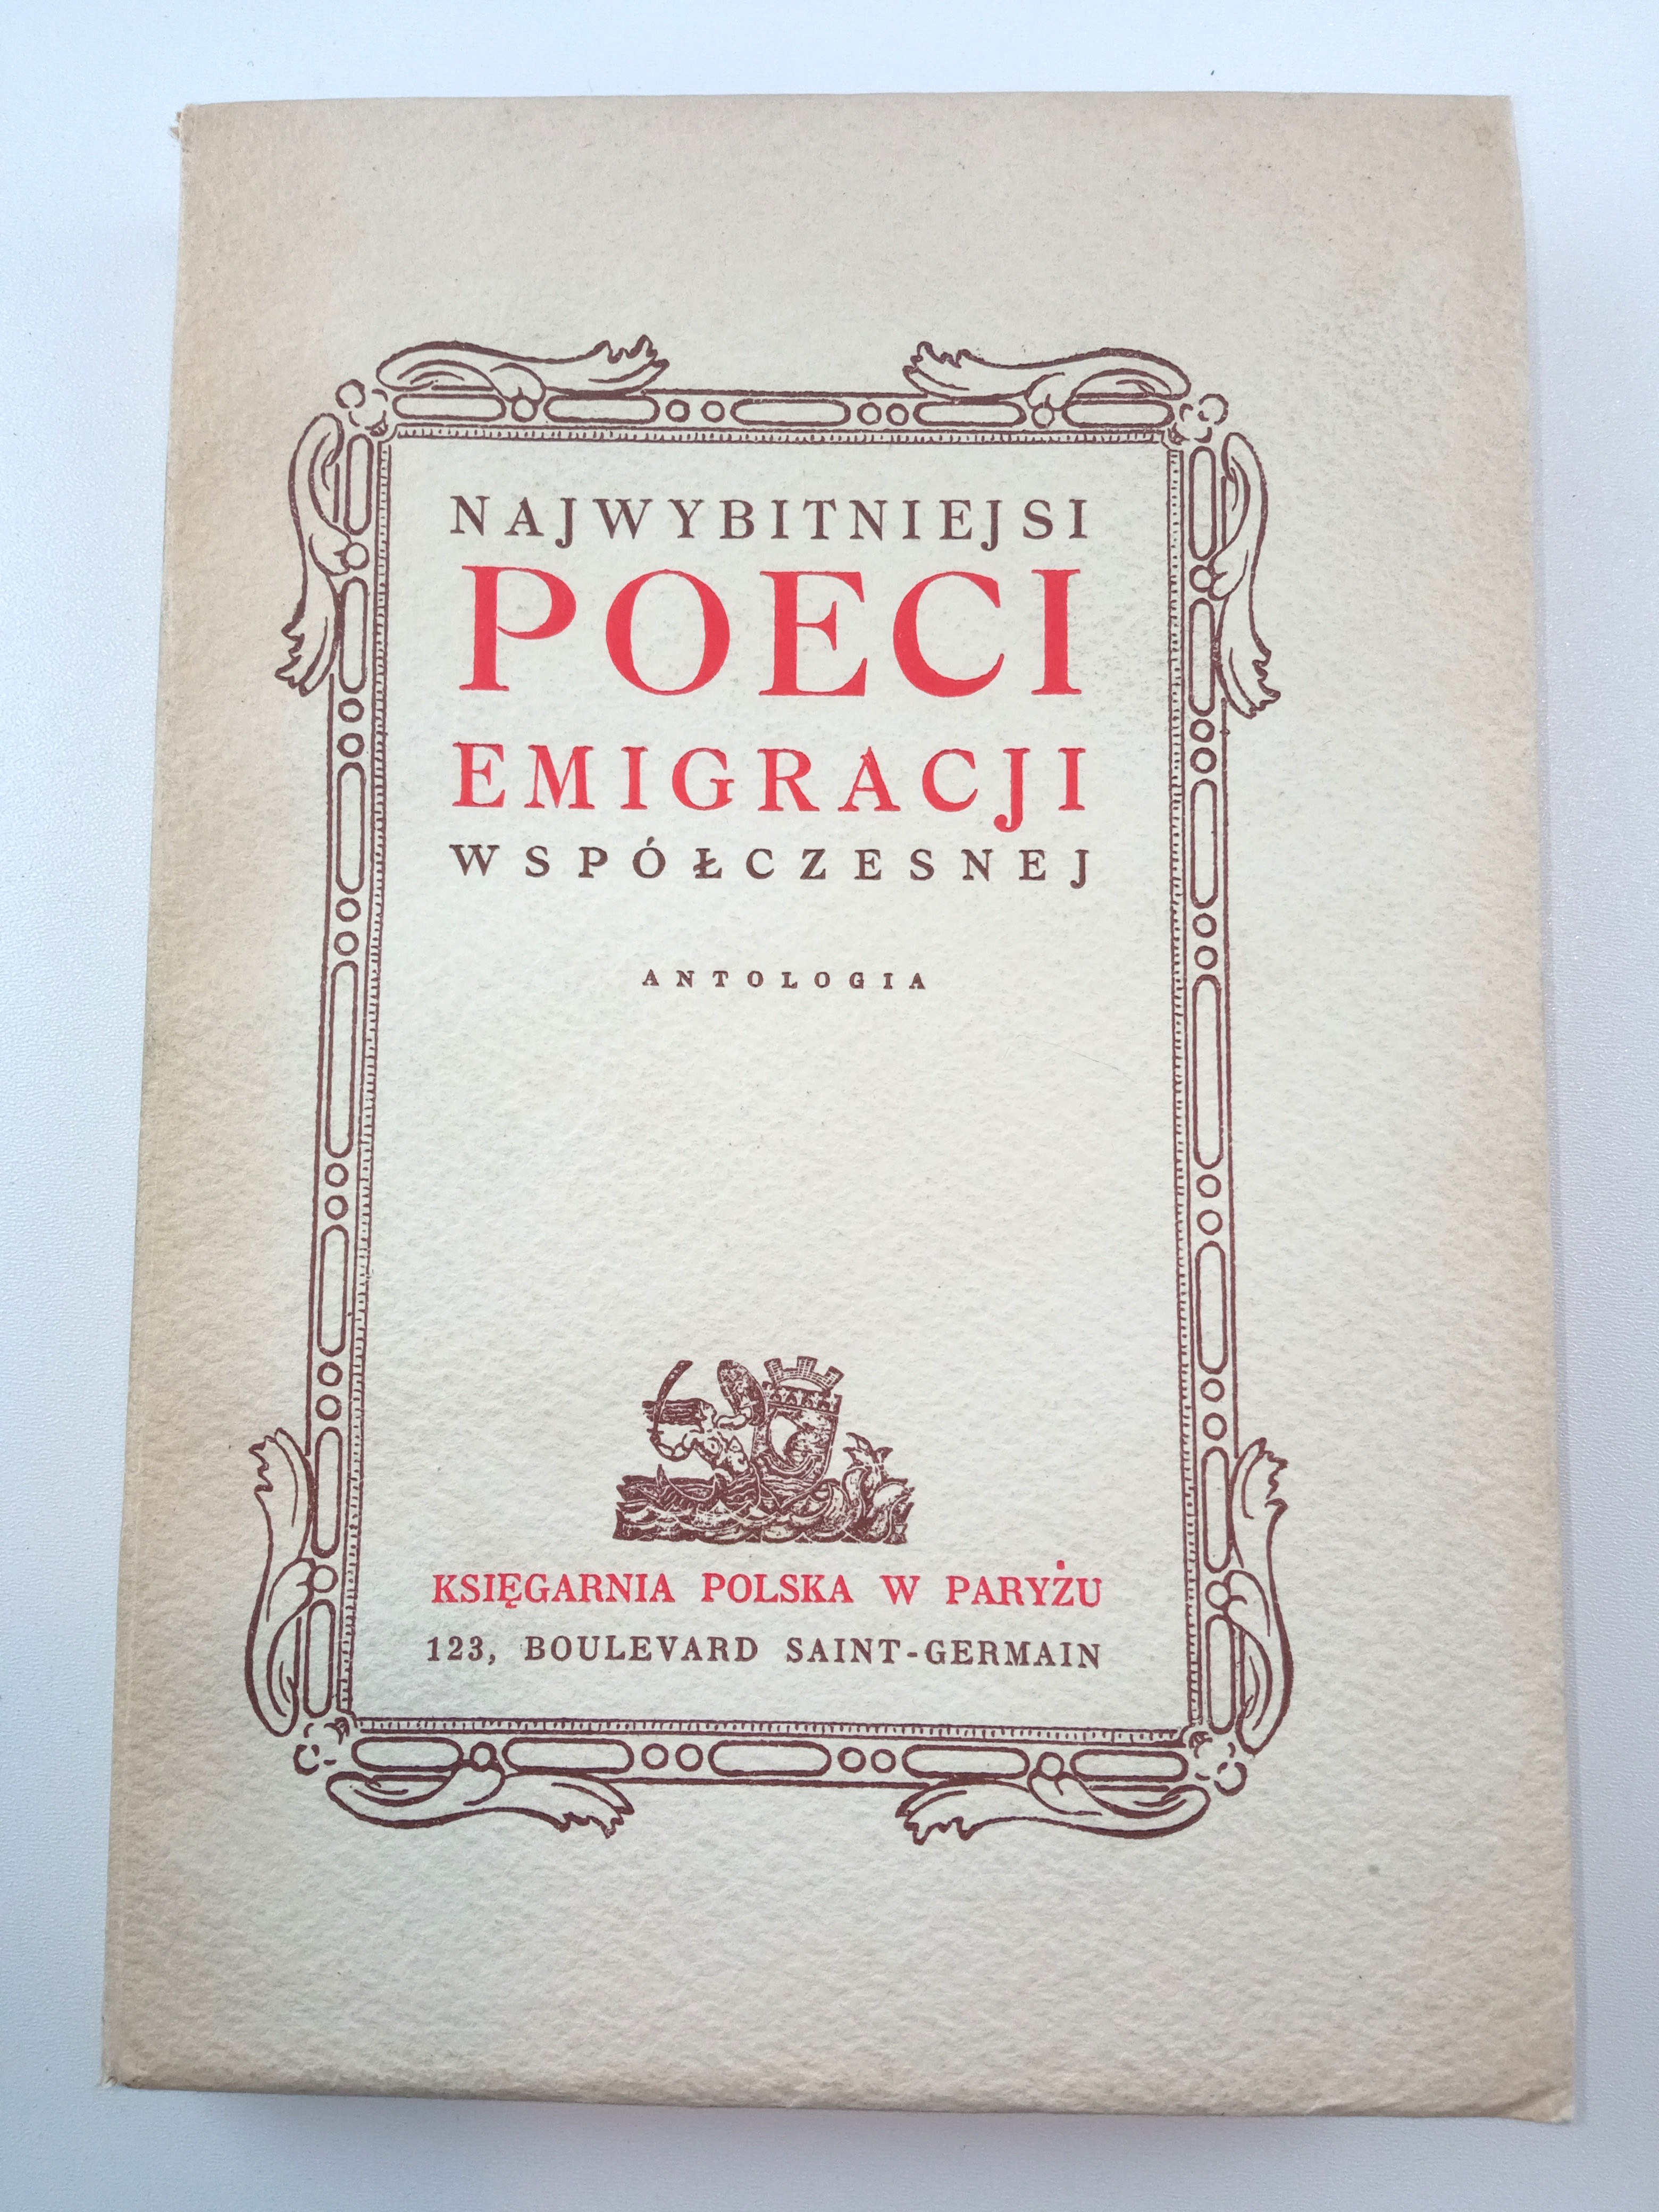 NAJWYBITNIEJSI
POECI
EMIGRACJI
WSPÓŁCZESNEJ
ANTOLOGIA
KSIĘGARNIA POLSKA W PARYŻU
123, BOULEVARD SAINT-GERMAIN